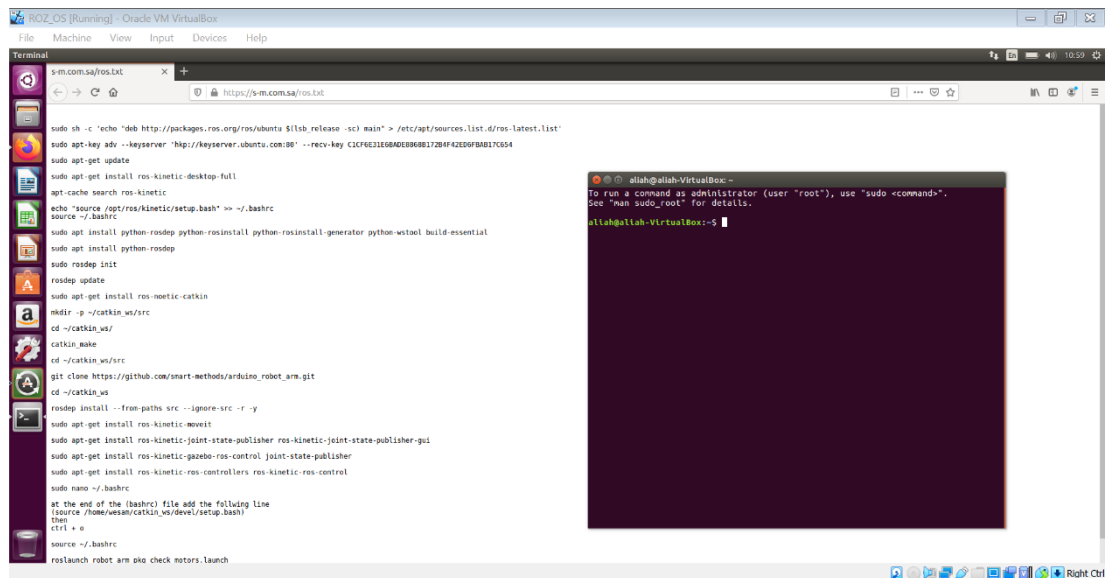 ROZ_OS [Running] - Oracle VM VirtualBox
File Machine View Input Devices Help
Terminal
En 10:59
s-m.com.sa/ros.txt
https://s-m.com.sa/ros.txt
sudo sh -c 'echo "deb http://packages.ros.org/ros/ubuntu $(lsb_release -sc) main" > /etc/apt/sources.list.d/ros-latest.list'
sudo apt-key adv --keyserver 'hkp://keyserver.ubuntu.com:80' --recv-key C1CF6E31E6BADE8868B172B4F42ED6FBAB17C654
sudo apt-get update
sudo apt-get install ros-kinetic-desktop-full
apt-cache search ros-kinetic
echo "source /opt/ros/kinetic/setup.bash" >> ~/.bashrc
source ~/.bashrc
sudo apt install python-rosdep python-rosinstall python-rosinstall-generator python-wstool build-essential
sudo apt install python-rosdep
sudo rosdep init
rosdep update
sudo apt-get install ros-noetic-catkin
mkdir -p ~/catkin_ws/src
cd ~/catkin_ws/
catkin_make
cd ~/catkin_ws/src
git clone https://github.com/smart-methods/arduino_robot_arm.git
cd ~/catkin_ws
rosdep install --from-paths src --ignore-src -r -y
sudo apt-get install ros-kinetic-moveit
sudo apt-get install ros-kinetic-joint-state-publisher ros-kinetic-joint-state-publisher-gui
sudo apt-get install ros-kinetic-gazebo-ros-control joint-state-publisher
sudo apt-get install ros-kinetic-ros-controllers ros-kinetic-ros-control
sudo nano ~/.bashrc
at the end of the (bashrc) file add the follwing line
(source /home/wesam/catkin_ws/devel/setup.bash)
then
ctrl + o
source ~/.bashrc
roslaunch robot_arm_pkg check_motors.launch
aliah@aliah-VirtualBox: ~
To run a command as administrator (user "root"), use "sudo <command>".
See "man sudo_root" for details.
aliah@aliah-VirtualBox:~$
Right Ctrl